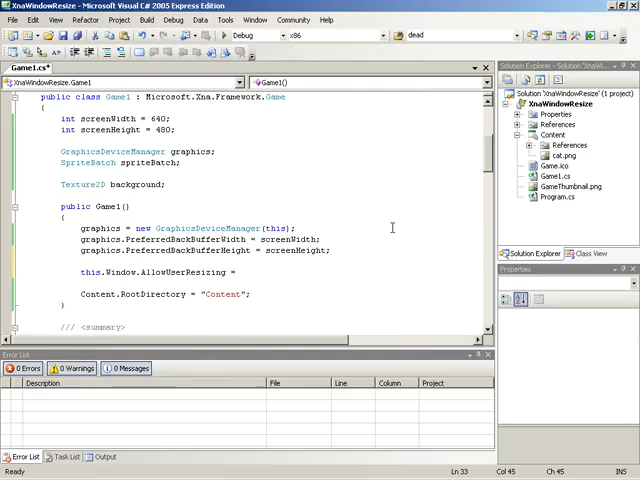 XnaWindowResize - Microsoft Visual C# 2005 Express Edition
File Edit View Refactor Project Build Debug Data Tools Window Community Help
Debug x86 dead
Game1.cs*
XnaWindowResize.Game1 Game1()
public class Game1 : Microsoft.Xna.Framework.Game
{
int screenWidth = 640;
int screenHeight = 480;
GraphicsDeviceManager graphics;
SpriteBatch spriteBatch;
Texture2D background;
public Game1()
{
graphics = new GraphicsDeviceManager(this);
graphics.PreferredBackBufferWidth = screenWidth;
graphics.PreferredBackBufferHeight = screenHeight;
this.Window.AllowUserResizing =
Content.RootDirectory = "Content";
}
/// <summary>
Error List
0 Errors 0 Warnings 0 Messages
Description File Line Column Project
Error List Task List Output
Solution Explorer - Solution 'XnaWi...
Solution 'XnaWindowResize' (1 project)
XnaWindowResize
Properties
References
Content
References
cat.png
Game.ico
Game1.cs
GameThumbnail.png
Program.cs
Solution Explorer Class View
Properties
Ready Ln 33 Col 45 Ch 45 INS